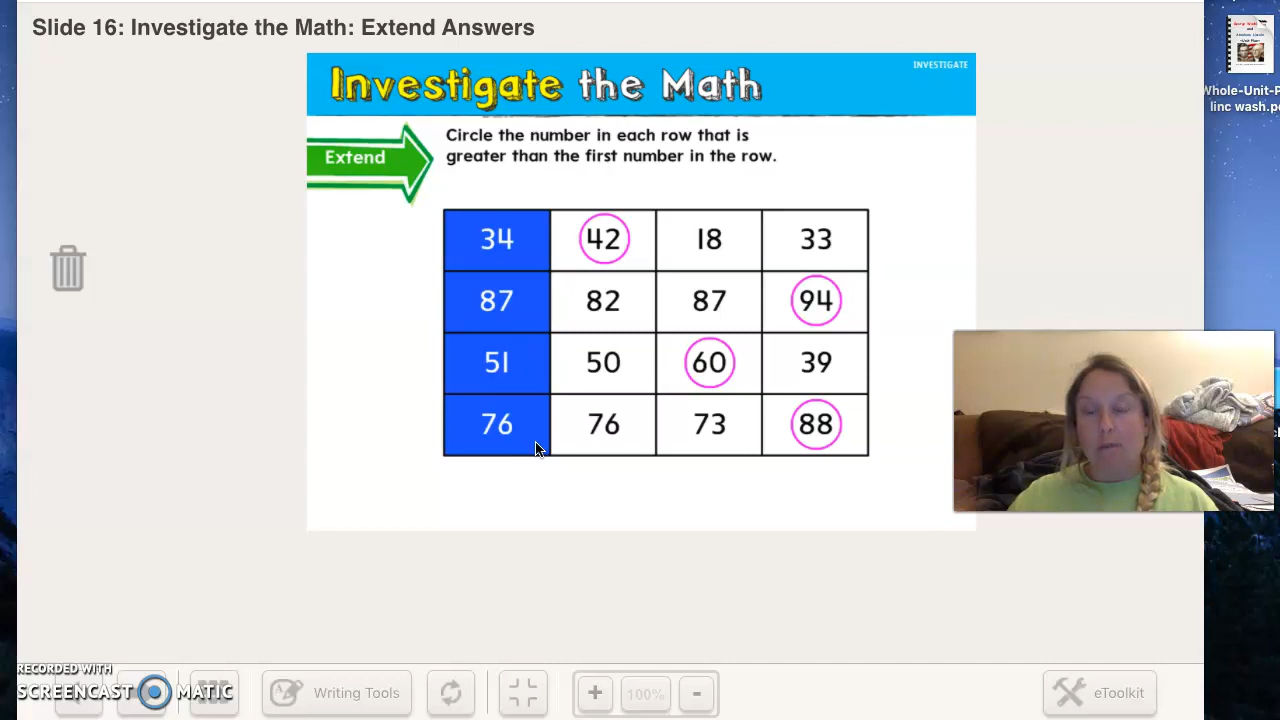 Slide 16: Investigate the Math: Extend Answers
INVESTIGATE
Investigate the Math
Extend
Circle the number in each row that is
greater than the first number in the row.
34 42 18 33
87 82 87 94
51 50 60 39
76 76 73 88
Whole-Unit-P
linc wash.pd
RECORDED WITH
SCREENCAST MATIC
Writing Tools
+ 100% -
eToolkit